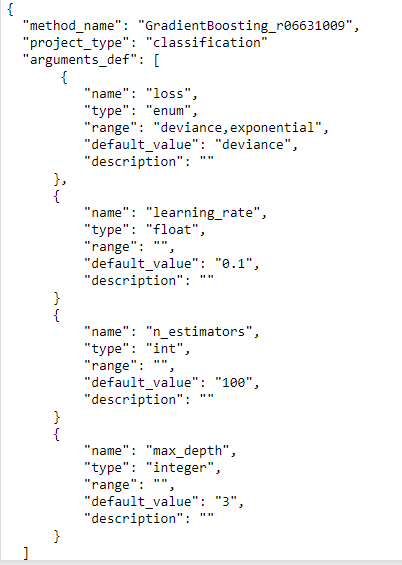 {
"method_name": "GradientBoosting_r06631009",
"project_type": "classification"
"arguments_def": [
{
"name": "loss",
"type": "enum",
"range": "deviance,exponential",
"default_value": "deviance",
"description": ""
},
{
"name": "learning_rate",
"type": "float",
"range": "",
"default_value": "0.1",
"description": ""
}
{
"name": "n_estimators",
"type": "int",
"range": "",
"default_value": "100",
"description": ""
}
{
"name": "max_depth",
"type": "integer",
"range": "",
"default_value": "3",
"description": ""
}
]